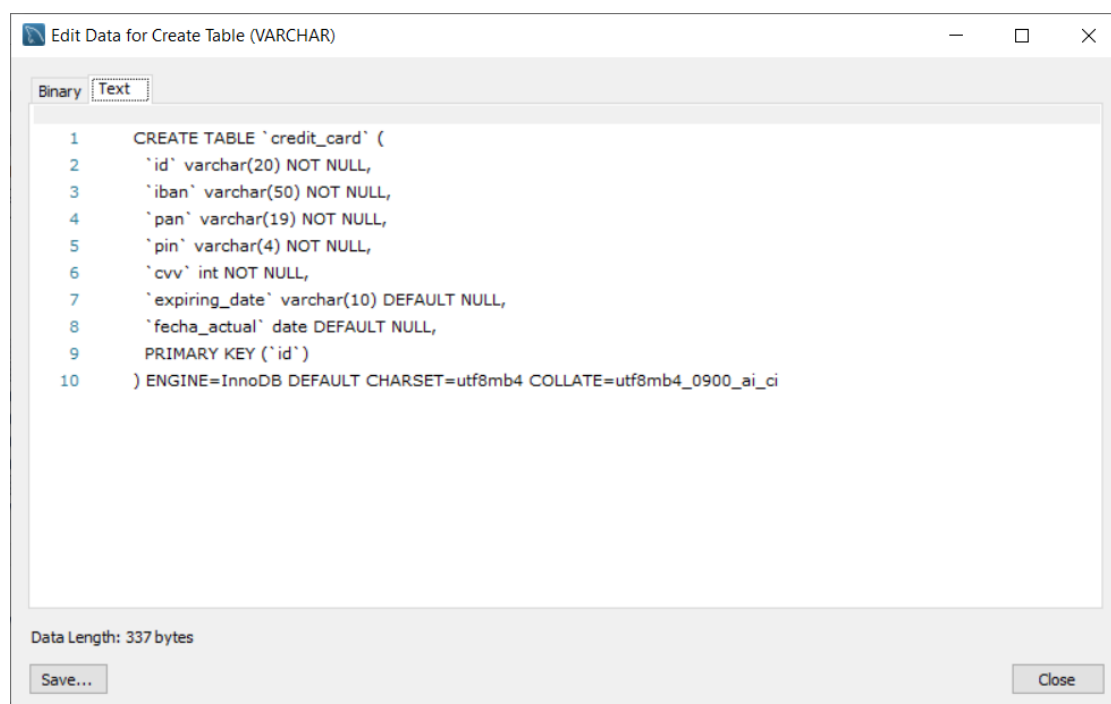 Edit Data for Create Table (VARCHAR)
Binary Text
1 CREATE TABLE `credit_card` (
2 `id` varchar(20) NOT NULL,
3 `iban` varchar(50) NOT NULL,
4 `pan` varchar(19) NOT NULL,
5 `pin` varchar(4) NOT NULL,
6 `cvv` int NOT NULL,
7 `expiring_date` varchar(10) DEFAULT NULL,
8 `fecha_actual` date DEFAULT NULL,
9 PRIMARY KEY (`id`)
10 ) ENGINE=InnoDB DEFAULT CHARSET=utf8mb4 COLLATE=utf8mb4_0900_ai_ci
Data Length: 337 bytes
Save... Close